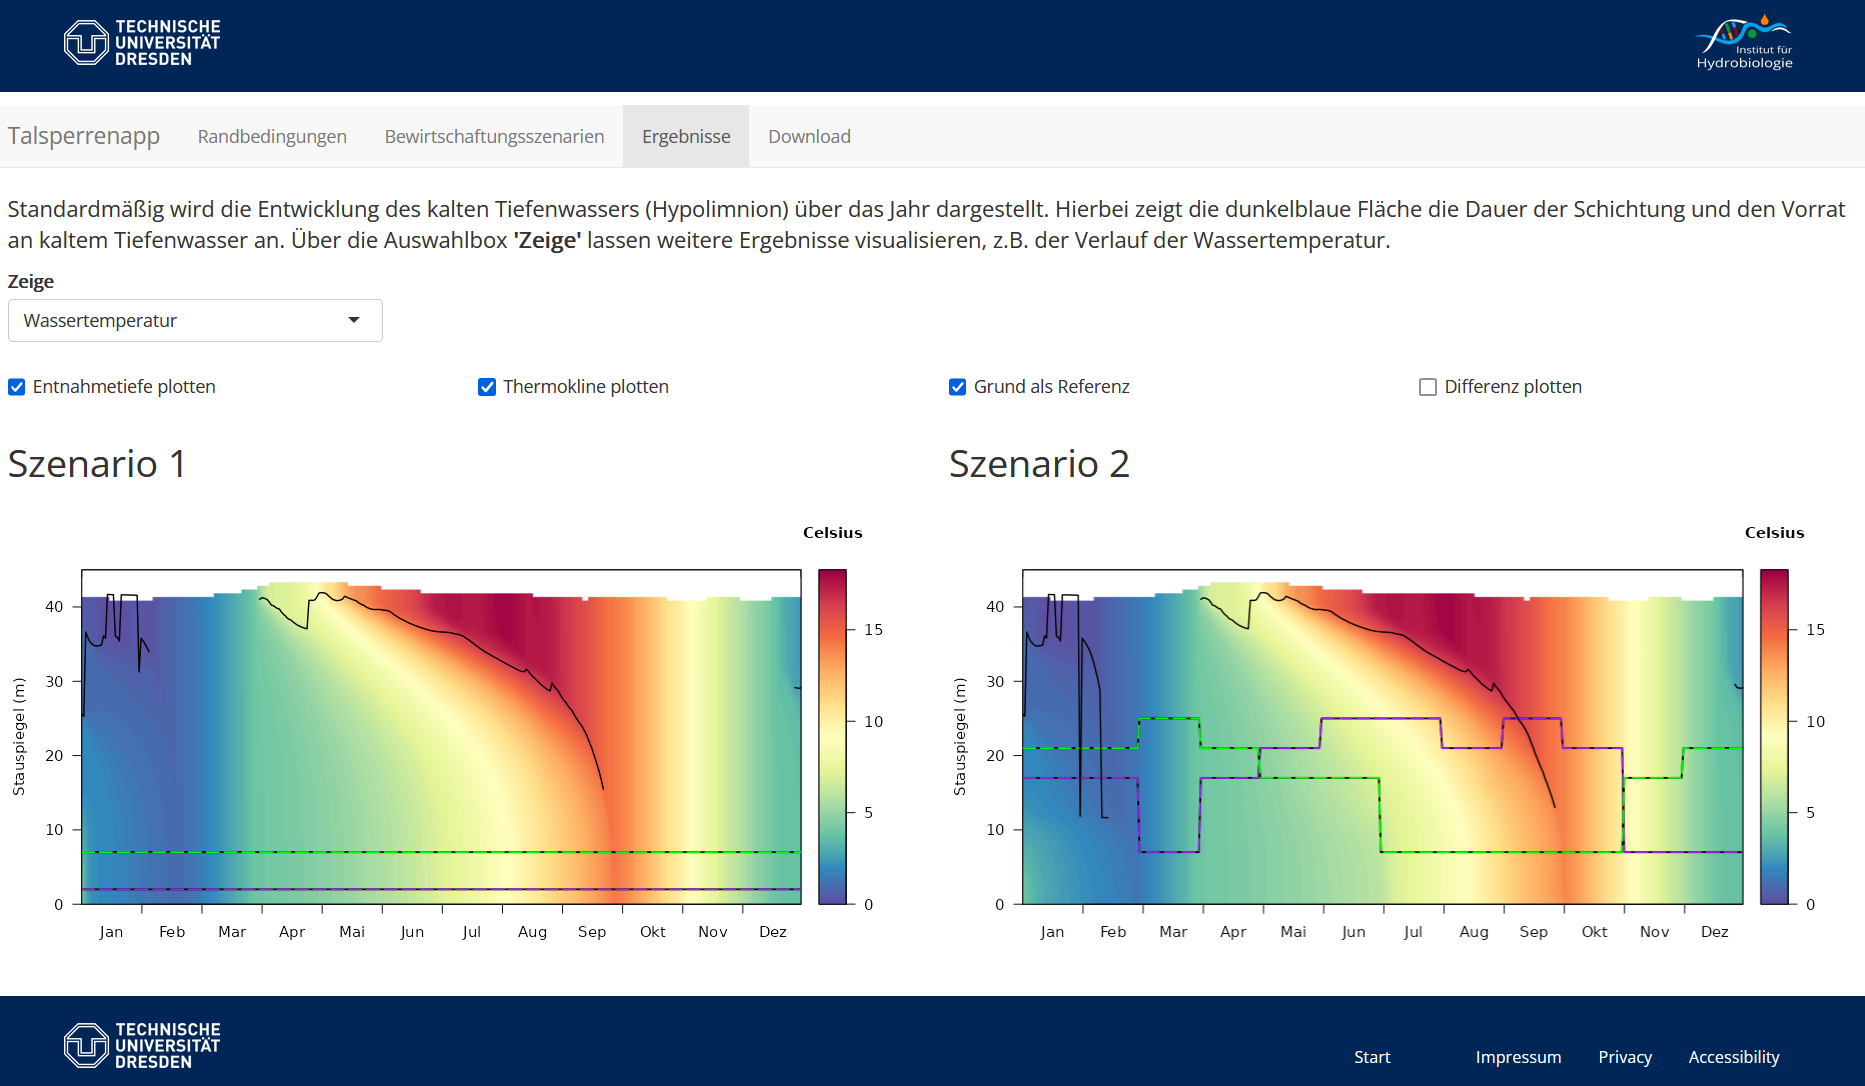 TECHNISCHE
UNIVERSITÄT
DRESDEN
Institut für
Hydrobiologie
Talsperrenapp Randbedingungen Bewirtschaftungsszenarien Ergebnisse Download
Standardmäßig wird die Entwicklung des kalten Tiefenwassers (Hypolimnion) über das Jahr dargestellt. Hierbei zeigt die dunkelblaue Fläche die Dauer der Schichtung und den Vorrat
an kaltem Tiefenwasser an. Über die Auswahlbox 'Zeige' lassen weitere Ergebnisse visualisieren, z.B. der Verlauf der Wassertemperatur.
Zeige
Wassertemperatur
Entnahmetiefe plotten Thermokline plotten Grund als Referenz Differenz plotten
Szenario 1
Celsius
Stauspiegel (m)
40
30
20
10
0
Jan Feb Mar Apr Mai Jun Jul Aug Sep Okt Nov Dez
15
10
5
0
Szenario 2
Celsius
Stauspiegel (m)
40
30
20
10
0
Jan Feb Mar Apr Mai Jun Jul Aug Sep Okt Nov Dez
15
10
5
0
TECHNISCHE
UNIVERSITÄT
DRESDEN
Start Impressum Privacy Accessibility